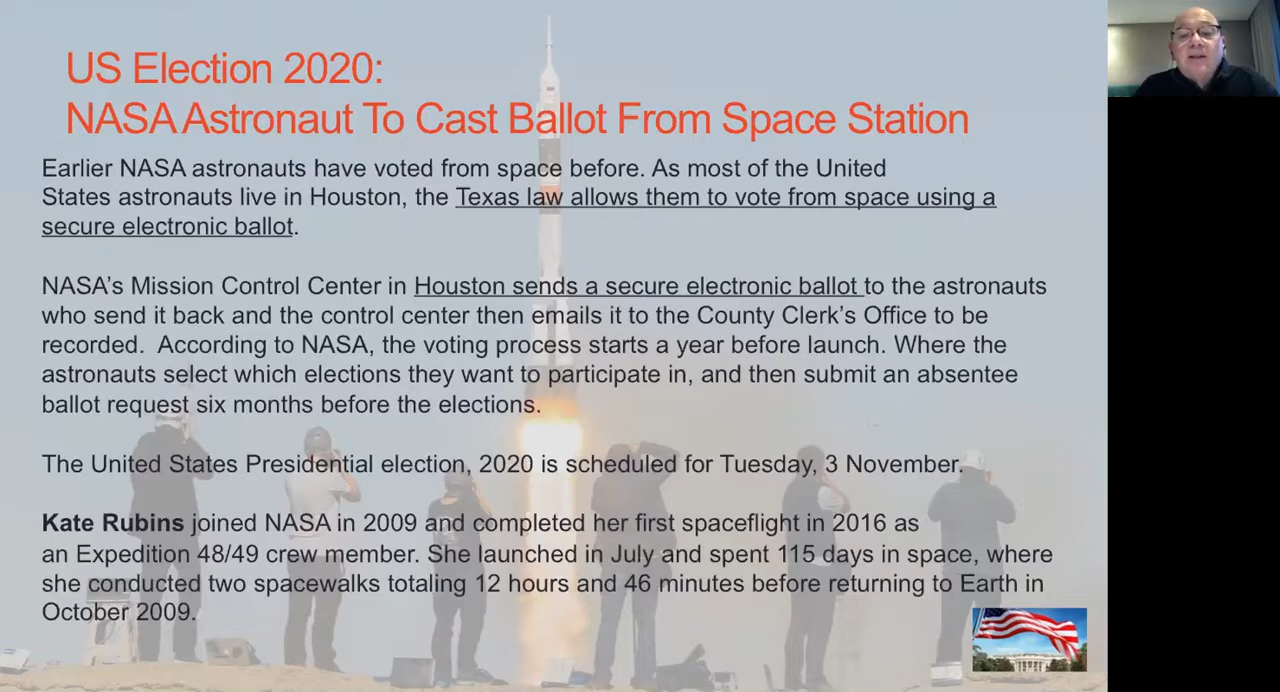 US Election 2020:
NASA Astronaut To Cast Ballot From Space Station
Earlier NASA astronauts have voted from space before. As most of the United
States astronauts live in Houston, the Texas law allows them to vote from space using a
secure electronic ballot.
NASA’s Mission Control Center in Houston sends a secure electronic ballot to the astronauts
who send it back and the control center then emails it to the County Clerk’s Office to be
recorded. According to NASA, the voting process starts a year before launch. Where the
astronauts select which elections they want to participate in, and then submit an absentee
ballot request six months before the elections.
The United States Presidential election, 2020 is scheduled for Tuesday, 3 November.
Kate Rubins joined NASA in 2009 and completed her first spaceflight in 2016 as
an Expedition 48/49 crew member. She launched in July and spent 115 days in space, where
she conducted two spacewalks totaling 12 hours and 46 minutes before returning to Earth in
October 2009.